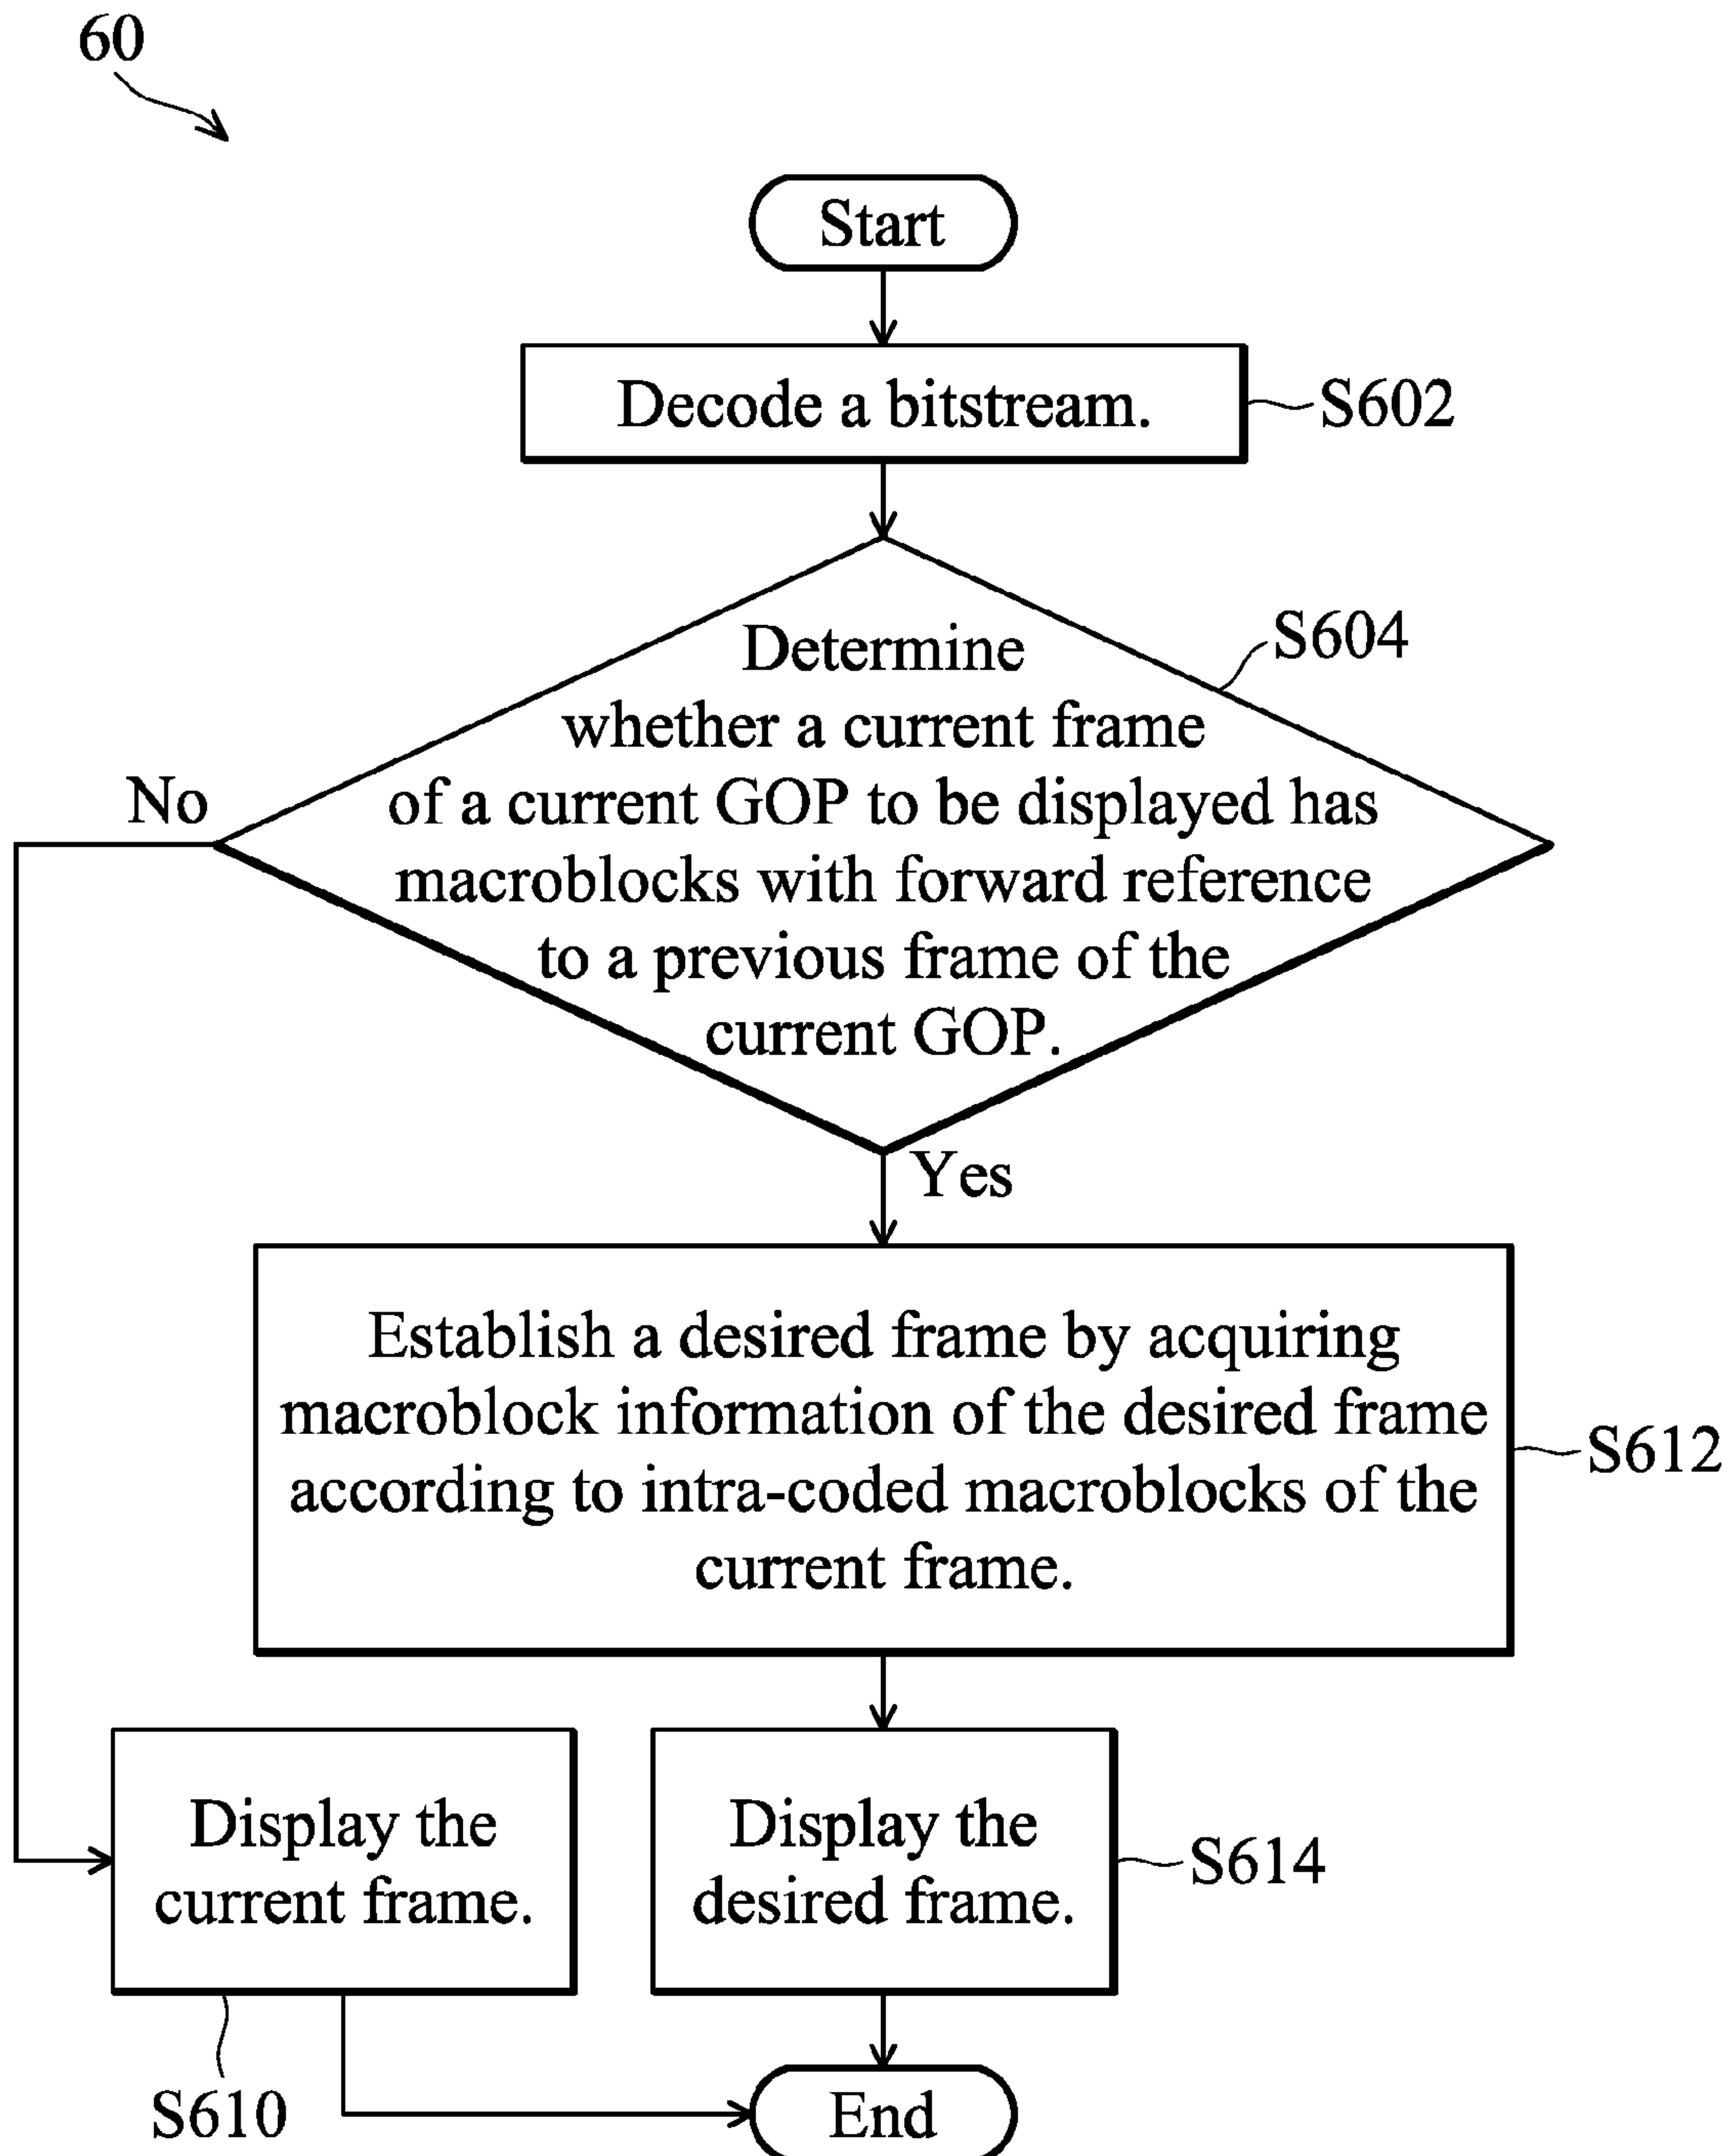 60
Start
Decode a bitstream.
S602
S604
Determine
whether a current frame
of a current GOP to be displayed has
macroblocks with forward reference
to a previous frame of the
current GOP.
No
Yes
Establish a desired frame by acquiring
macroblock information of the desired frame
according to intra-coded macroblocks of the
current frame.
S612
Display the
current frame.
S610
Display the
desired frame.
S614
End